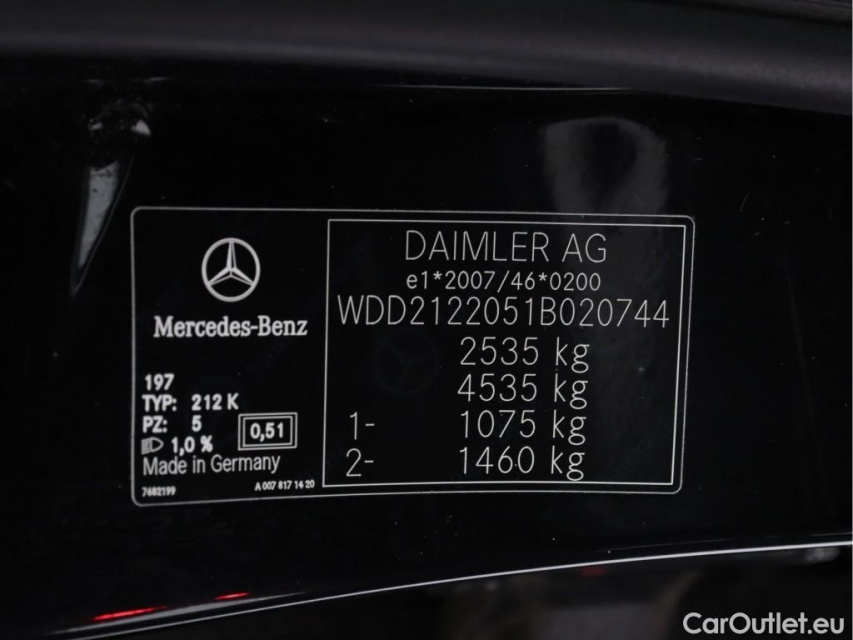 Mercedes-Benz
197
TYP: 212 K
PZ: 5
1,0 %
0,51
Made in Germany
7682199
A 007 817 14 20
DAIMLER AG
e1*2007/46*0200
WDD2122051B020744
2535 kg
4535 kg
1- 1075 kg
2- 1460 kg
CarOutlet.eu